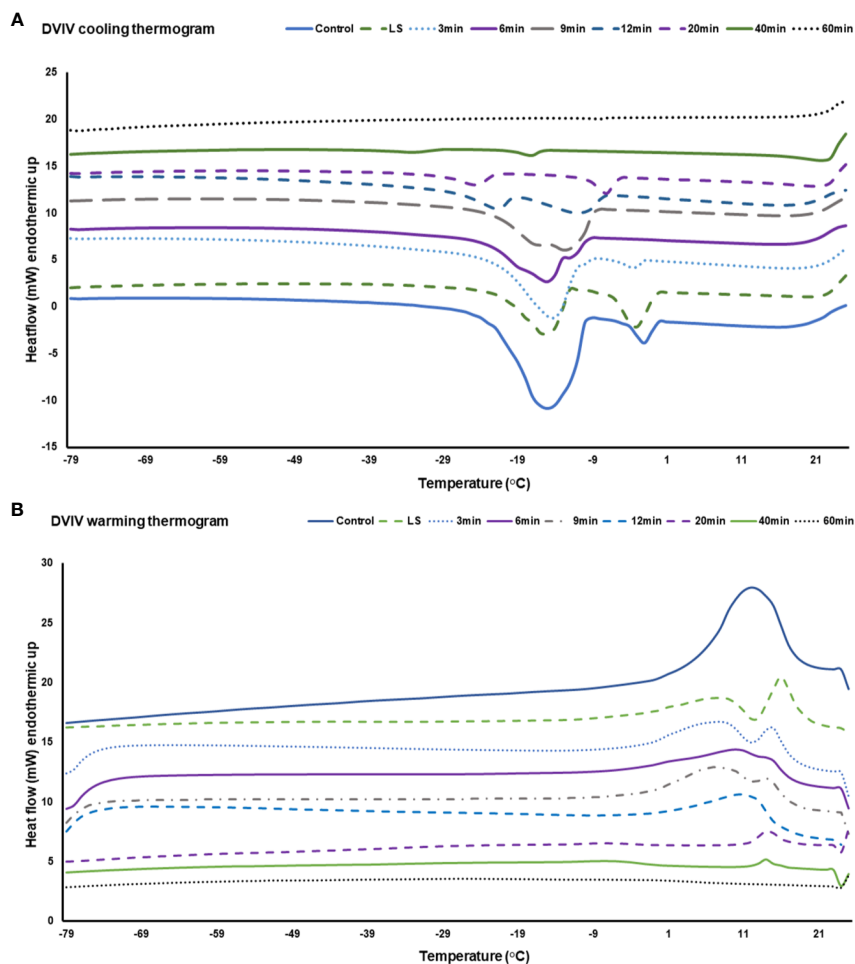 A
DVIV cooling thermogram
Control LS 3min 6min 9min 12min 20min 40min 60min
Heatflow (mW) endothermic up
25
20
15
10
5
0
-5
-10
-15
-79 -69 -59 -49 -39 -29 -19 -9 1 11 21
Temperature (°C)
B
DVIV warming thermogram
Control LS 3min 6min 9min 12min 20min 40min 60min
Heat flow (mW) endothermic up
30
25
20
15
10
5
0
-79 -69 -59 -49 -39 -29 -19 -9 1 11 21
Temperature (°C)